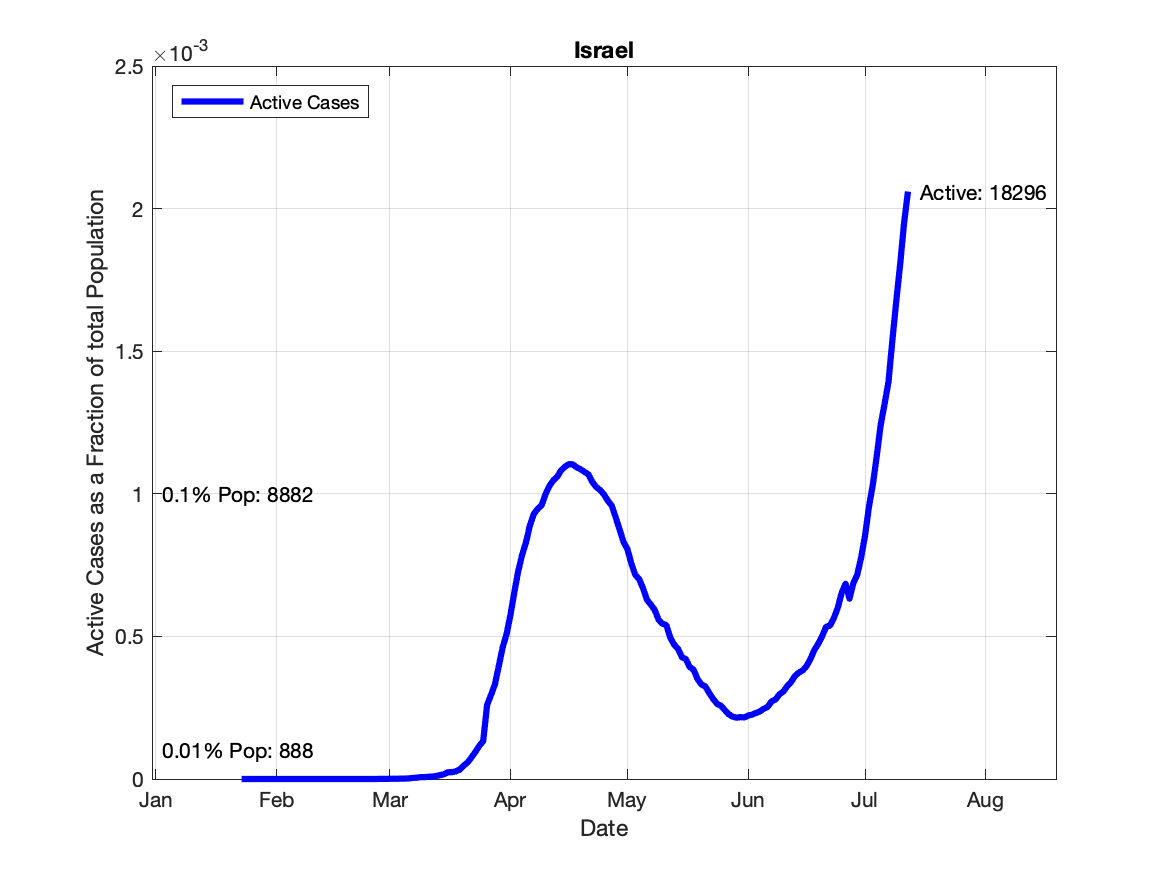 Israel
×10-3
2.5
2
1.5
1
0.5
0
Active Cases
Active: 18296
0.1% Pop: 8882
0.01% Pop: 888
Active Cases as a Fraction of total Population
Jan Feb Mar Apr May Jun Jul Aug
Date